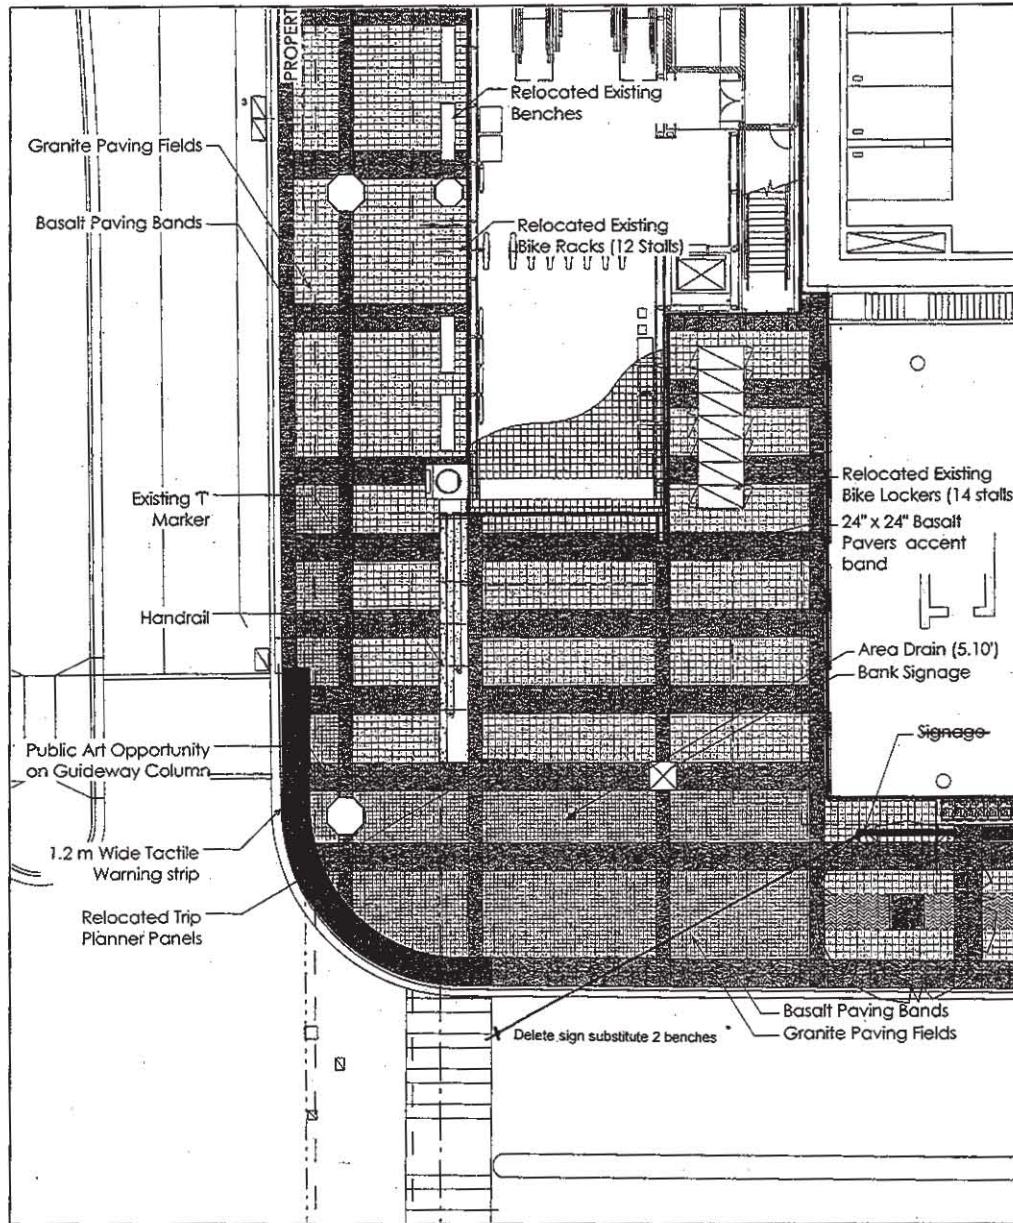 PROPERT
Relocated Existing
Benches
Granite Paving Fields
Basalt Paving Bands
Relocated Existing
Bike Racks (12 Stalls)
Existing 'T'
Marker
Relocated Existing
Bike Lockers (14 stalls
24" x 24" Basalt
Pavers accent
band
Handrail
Area Drain (5.10')
Bank Signage
Public Art Opportunity
on Guideway Column
Signage
1.2 m Wide Tactile
Warning strip
Relocated Trip
Planner Panels
Basalt Paving Bands
Granite Paving Fields
Delete sign substitute 2 benches